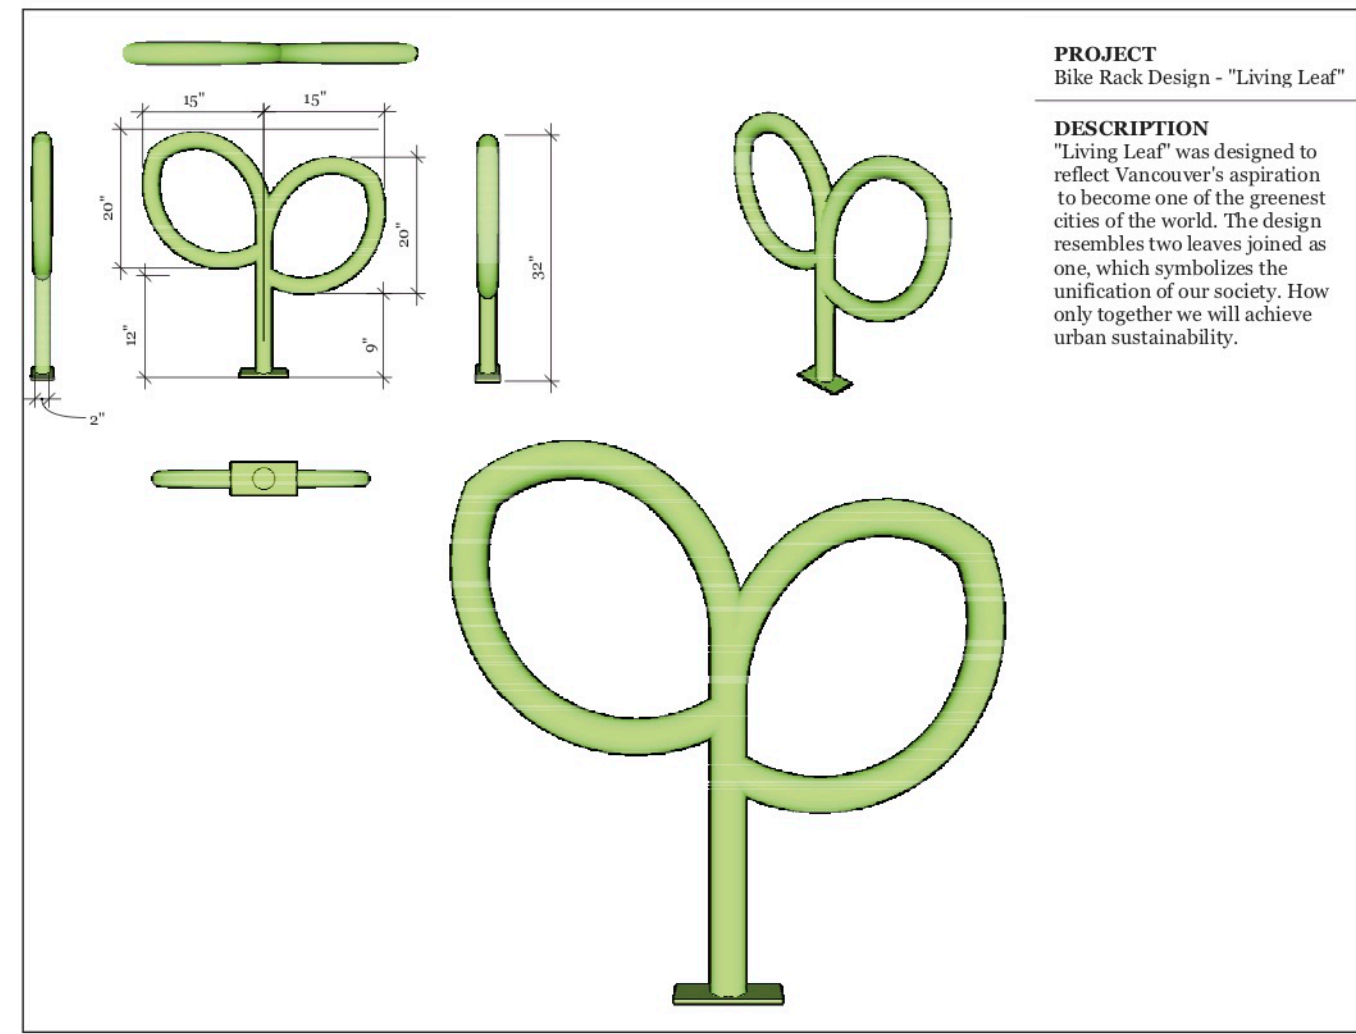 PROJECT
Bike Rack Design - "Living Leaf"
DESCRIPTION
"Living Leaf" was designed to
reflect Vancouver's aspiration
to become one of the greenest
cities of the world. The design
resembles two leaves joined as
one, which symbolizes the
unification of our society. How
only together we will achieve
urban sustainability.
15"
15"
20"
20"
32"
12"
9"
2"